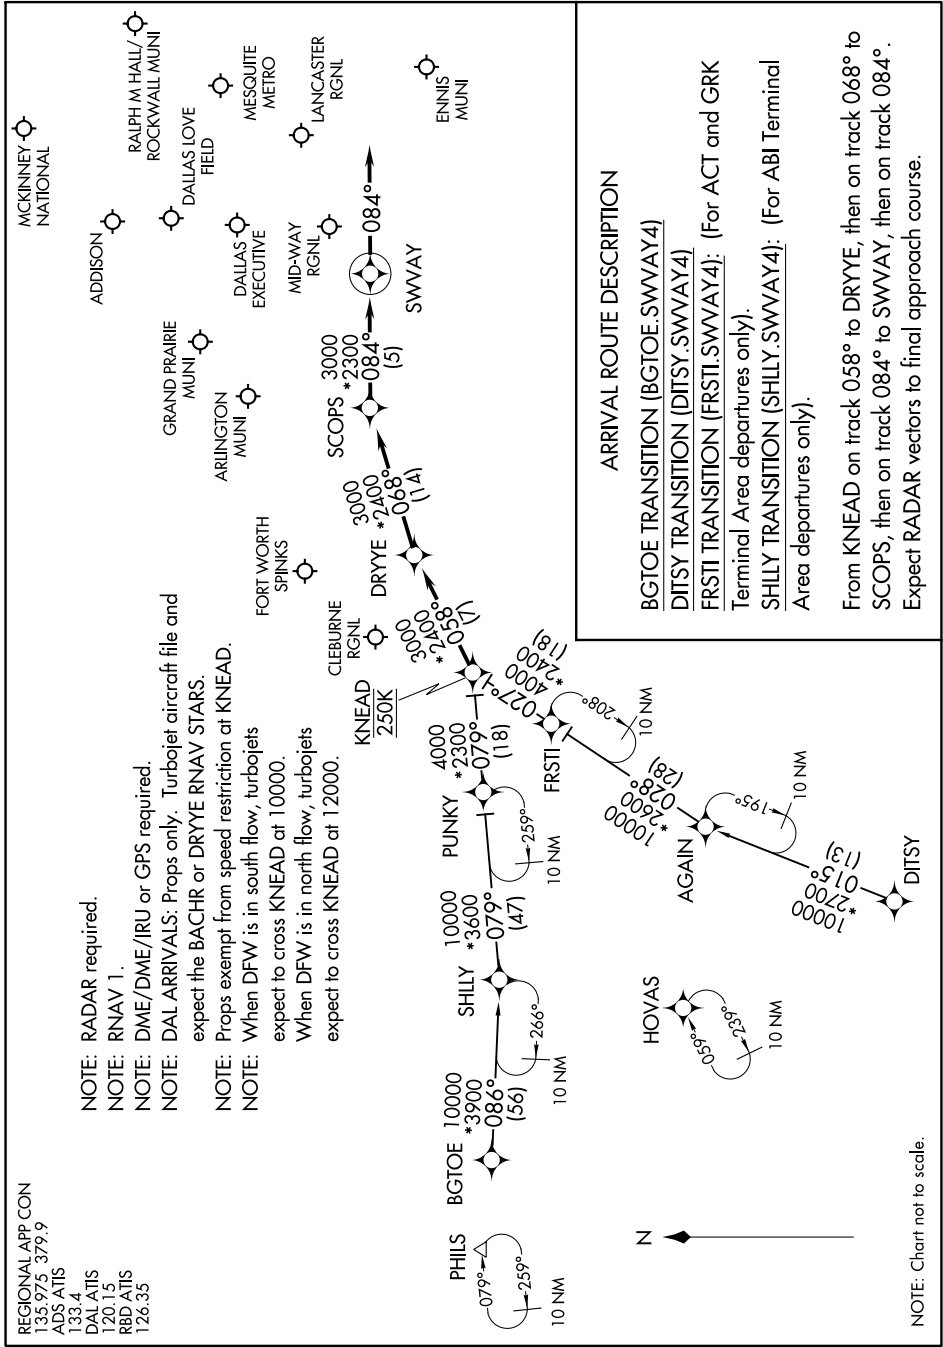 REGIONAL APP CON
135.975 379.9
ADS ATIS
133.4
DAL ATIS
120.15
RBD ATIS
126.35
NOTE: RADAR required.
NOTE: RNAV 1.
NOTE: DME/DME/IRU or GPS required.
NOTE: DAL ARRIVALS: Props only. Turbojet aircraft file and
expect the BACHR or DRYYE RNAV STARS.
NOTE: Props exempt from speed restriction at KNEAD.
NOTE: When DFW is in south flow, turbojets
expect to cross KNEAD at 10000.
When DFW is in north flow, turbojets
expect to cross KNEAD at 12000.
MCKINNEY
NATIONAL
RALPH M HALL/
ROCKWALL MUNI
ADDISON
DALLAS LOVE
FIELD
MESQUITE
METRO
GRAND PRAIRIE
MUNI
DALLAS
EXECUTIVE
LANCASTER
RGNL
ARLINGTON
MUNI
MID-WAY
RGNL
ENNIS
MUNI
FORT WORTH
SPINKS
CLEBURNE
RGNL
PHILS
079°
259°
10 NM
BGTOE
10000
*3900
086°
(56)
SHLLY
266°
10 NM
10000
*3600
079°
(47)
PUNKY
259°
10 NM
4000
*2300
079°
(18)
KNEAD
250K
3000
*2400
058°
(7)
DRYYE
3000
*2400
068°
(14)
SCOPS
3000
*2300
084°
(5)
SWVAY
084°
4000
*2400
027°
(18)
FRSTI
208°
10 NM
10000
*2600
028°
(28)
AGAIN
195°
10 NM
10000
*2700
015°
(13)
DITSY
HOVAS
059°
239°
10 NM
N
ARRIVAL ROUTE DESCRIPTION
BGTOE TRANSITION (BGTOE.SWVAY4)
DITSY TRANSITION (DITSY.SWVAY4)
FRSTI TRANSITION (FRSTI.SWVAY4): (For ACT and GRK
Terminal Area departures only).
SHLLY TRANSITION (SHLLY.SWVAY4): (For ABI Terminal
Area departures only).
From KNEAD on track 058° to DRYYE, then on track 068° to
SCOPS, then on track 084° to SWVAY, then on track 084°.
Expect RADAR vectors to final approach course.
NOTE: Chart not to scale.